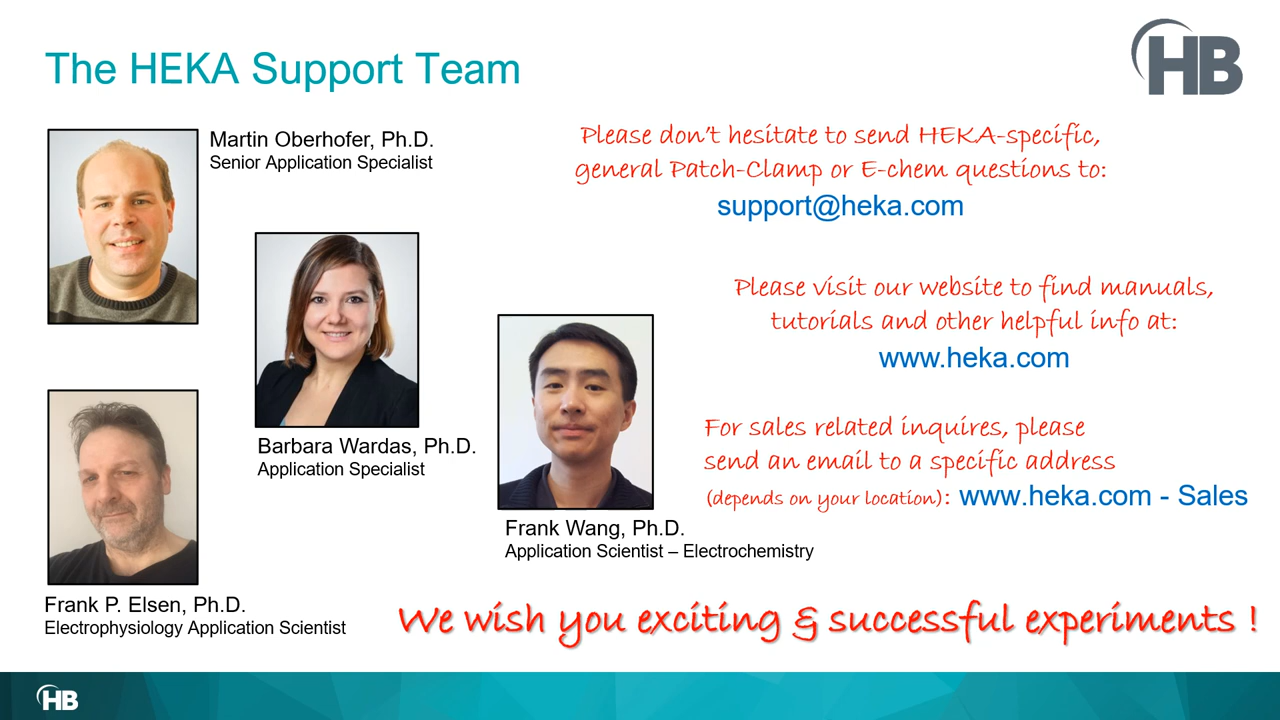 The HEKA Support Team
HB
Martin Oberhofer, Ph.D.
Senior Application Specialist
Please don't hesitate to send HEKA-specific,
general Patch-Clamp or E-chem questions to:
support@heka.com
Please visit our website to find manuals,
tutorials and other helpful info at:
www.heka.com
Barbara Wardas, Ph.D.
Application Specialist
For sales related inquires, please
send an email to a specific address
(depends on your location): www.heka.com - Sales
Frank Wang, Ph.D.
Application Scientist – Electrochemistry
Frank P. Elsen, Ph.D.
Electrophysiology Application Scientist
We wish you exciting & successful experiments !
HB